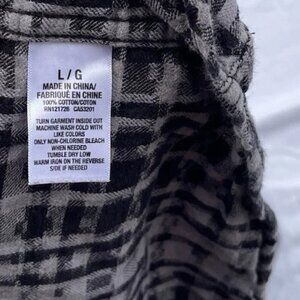 L / G
MADE IN CHINA/
FABRIQUÉ EN CHINE
100% COTTON/COTON
RN121726 CA53201
TURN GARMENT INSIDE OUT
MACHINE WASH COLD WITH
LIKE COLORS
ONLY NON-CHLORINE BLEACH
WHEN NEEDED
TUMBLE DRY LOW
WARM IRON ON THE REVERSE
SIDE IF NEEDED